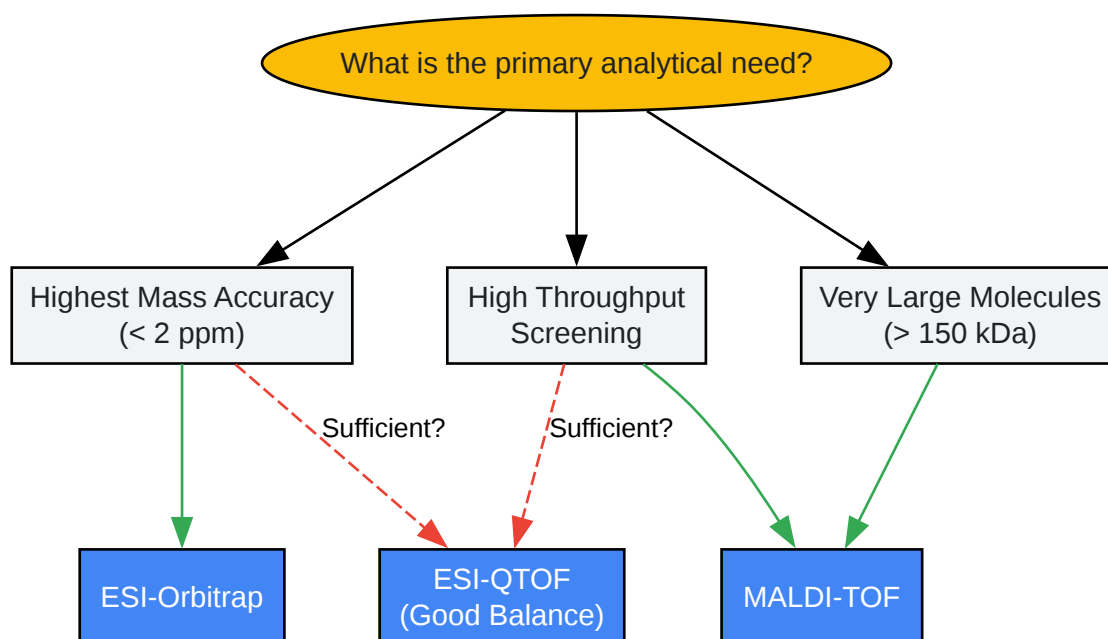 What is the primary analytical need?
Highest Mass Accuracy
(< 2 ppm)
High Throughput
Screening
Very Large Molecules
(> 150 kDa)
Sufficient?
Sufficient?
ESI-Orbitrap
ESI-QTOF
(Good Balance)
MALDI-TOF